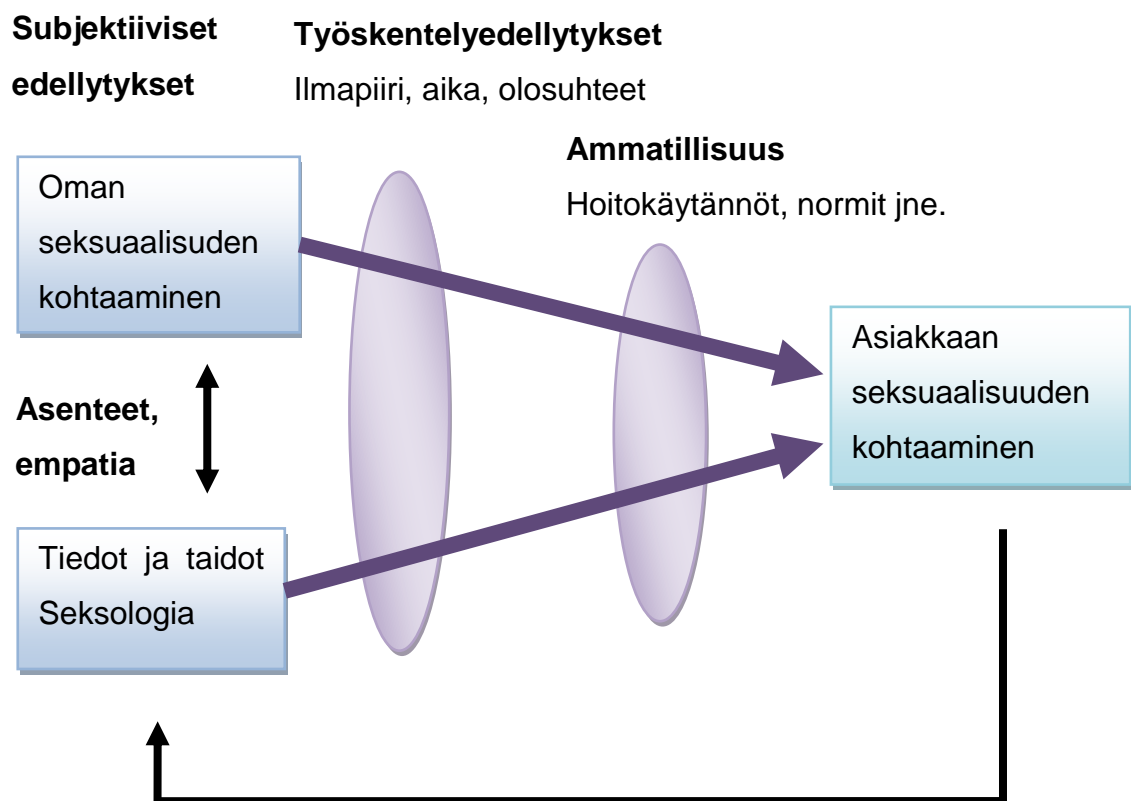 Subjektiiviset
edellytykset
Työskentelyedellytykset
Ilmapiiri, aika, olosuhteet
Ammatillisuus
Hoitokäytännöt, normit jne.
Oman
seksuaalisuden
kohtaaminen
Asenteet,
empatia
Tiedot ja taidot
Seksologia
Asiakkaan
seksuaalisuuden
kohtaaminen